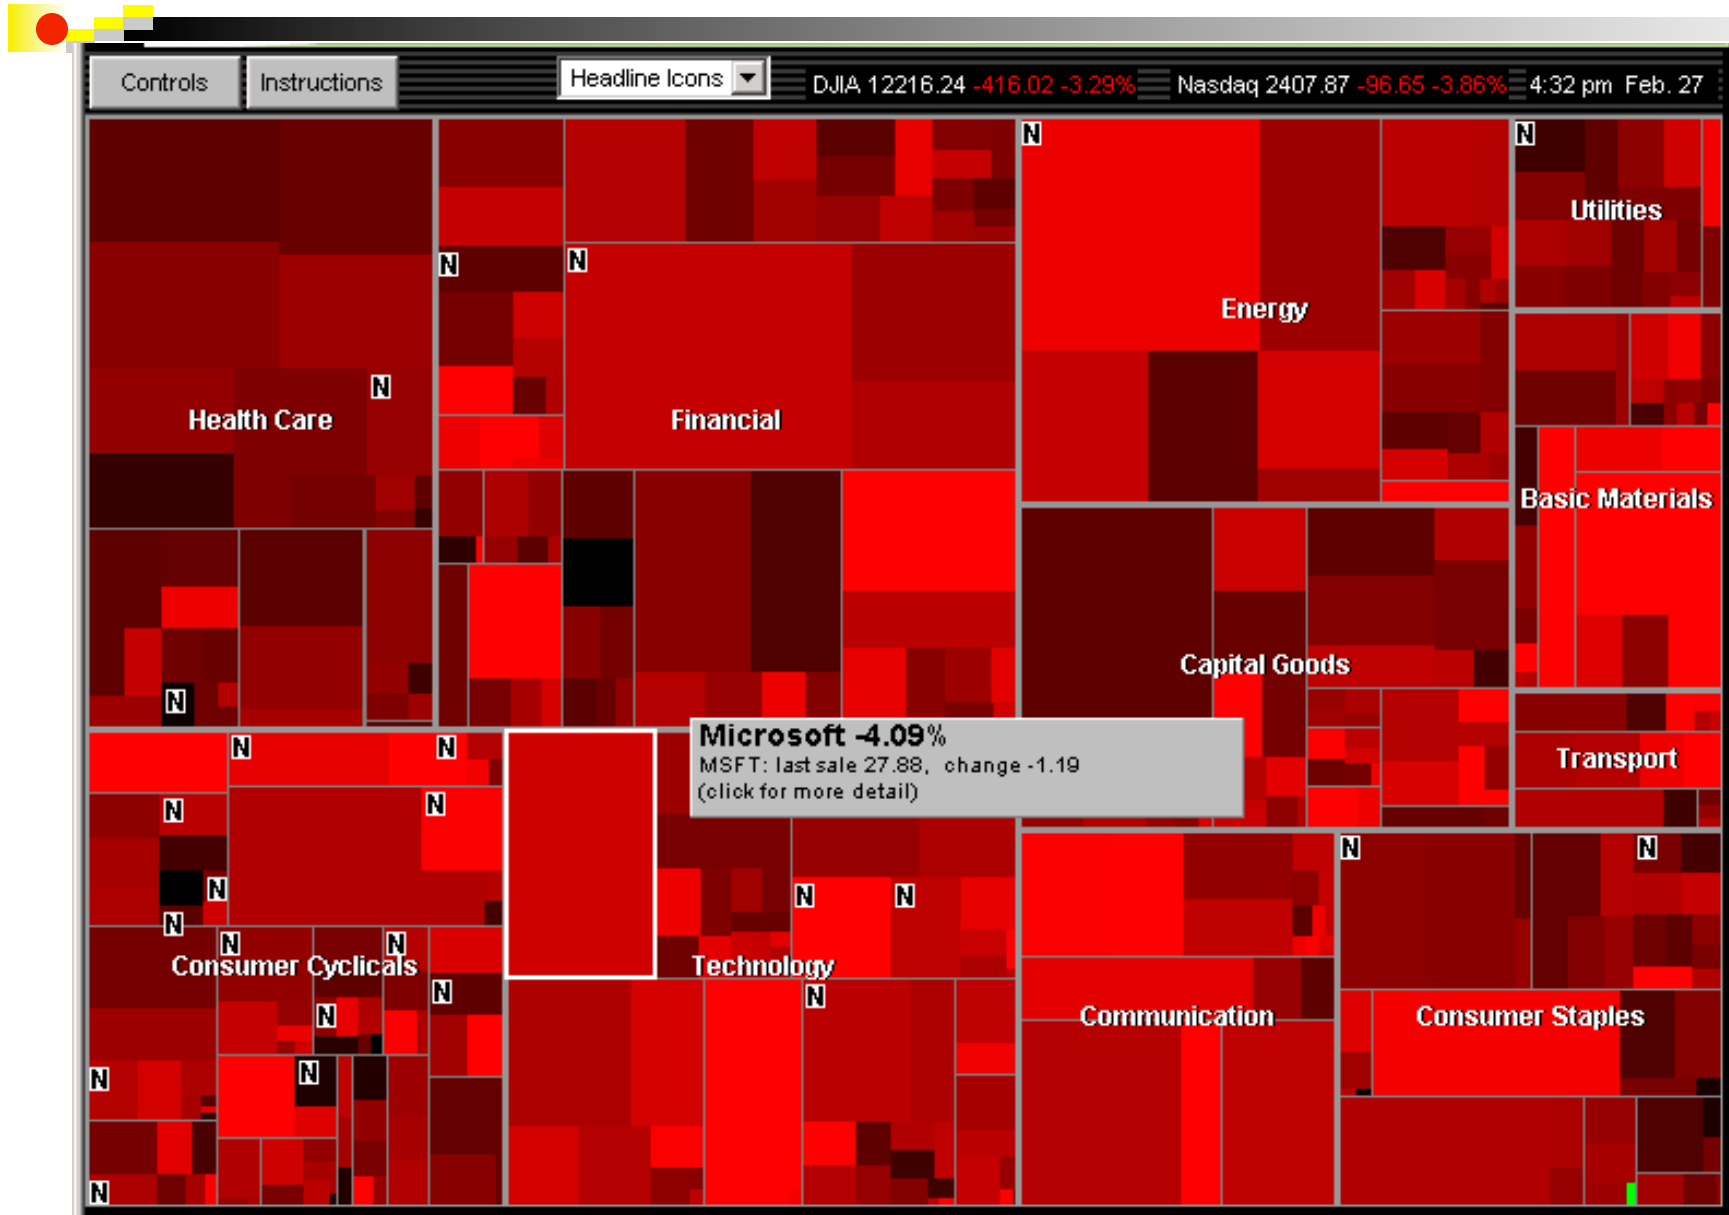 Controls
Instructions
Headline Icons
DJIA 12216.24 -416.02 -3.29%
Nasdaq 2407.87 -96.65 -3.86%
4:32 pm Feb. 27
N
N
Utilities
N
N
Energy
N
Health Care
Financial
Basic Materials
Capital Goods
N
Microsoft -4.09%
MSFT: last sale 27.88, change -1.19
(click for more detail)
Transport
N
N
N
N
N
N
N
N
N
N
N
N
N
Consumer Cyclicals
Technology
N
N
N
Communication
Consumer Staples
N
N
N